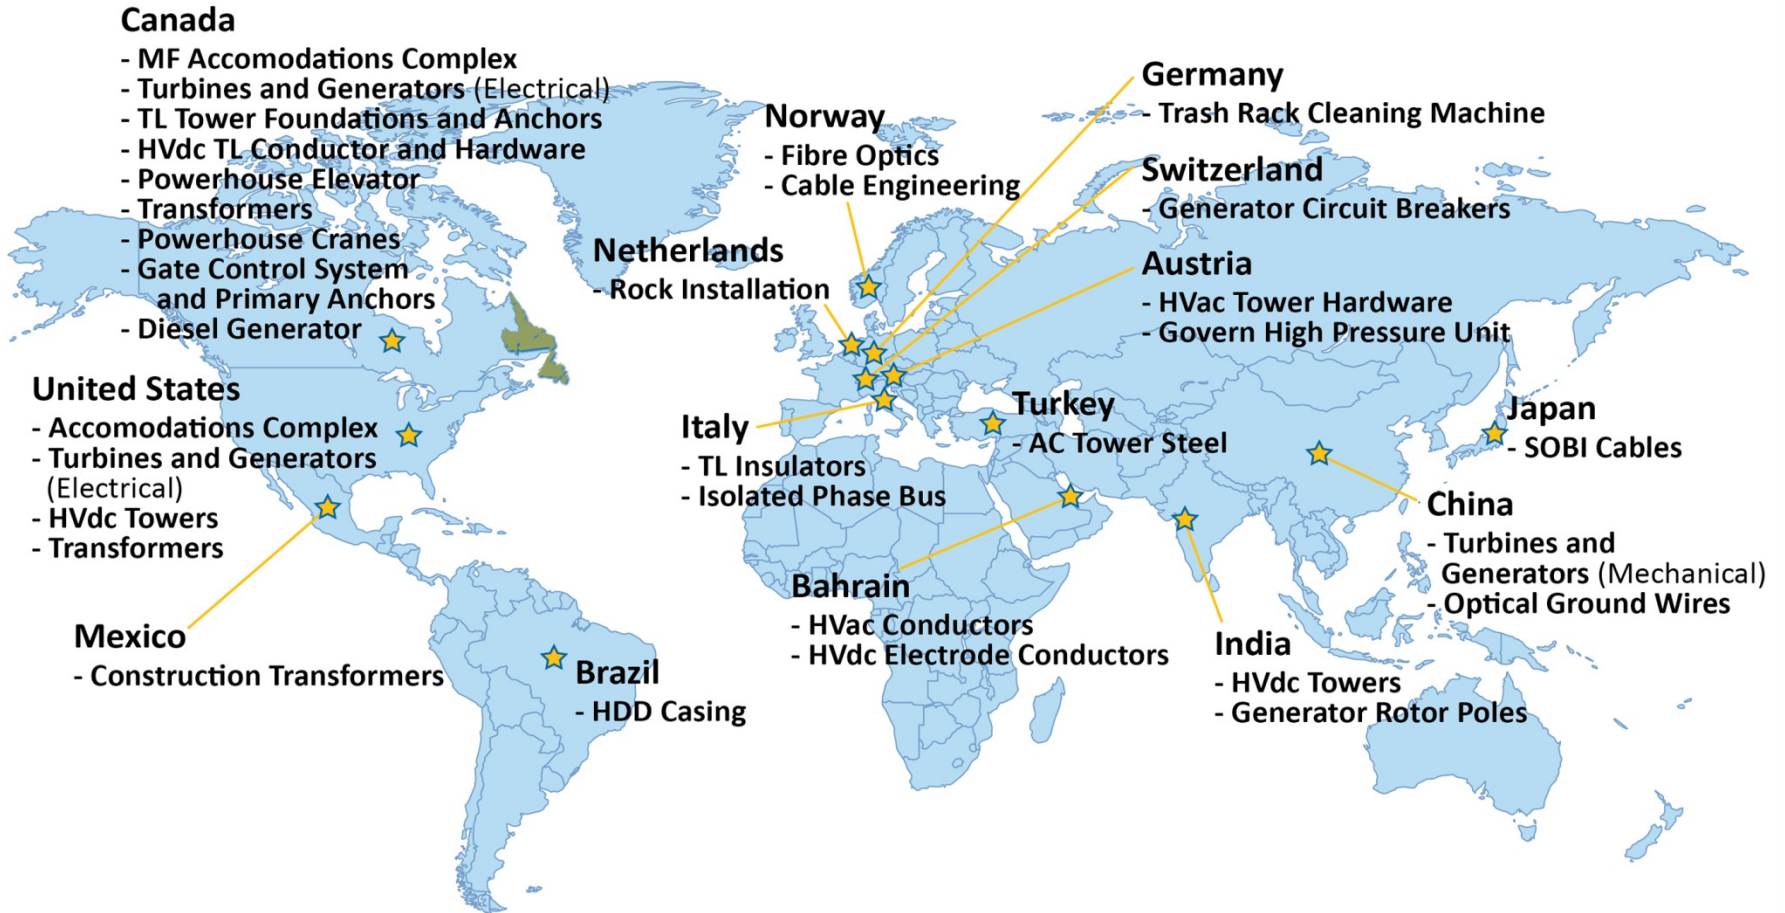 Canada
- MF Accomodations Complex
- Turbines and Generators (Electrical)
- TL Tower Foundations and Anchors
- HVdc TL Conductor and Hardware
- Powerhouse Elevator
- Transformers
- Powerhouse Cranes
- Gate Control System
and Primary Anchors
- Diesel Generator
United States
- Accomodations Complex
- Turbines and Generators
(Electrical)
- HVdc Towers
- Transformers
Mexico
- Construction Transformers
Brazil
- HDD Casing
Norway
- Fibre Optics
- Cable Engineering
Netherlands
- Rock Installation
Italy
- TL Insulators
- Isolated Phase Bus
Bahrain
- HVac Conductors
- HVdc Electrode Conductors
Germany
- Trash Rack Cleaning Machine
Switzerland
- Generator Circuit Breakers
Austria
- HVac Tower Hardware
- Govern High Pressure Unit
Turkey
- AC Tower Steel
Japan
- SOBI Cables
China
- Turbines and
Generators (Mechanical)
- Optical Ground Wires
India
- HVdc Towers
- Generator Rotor Poles